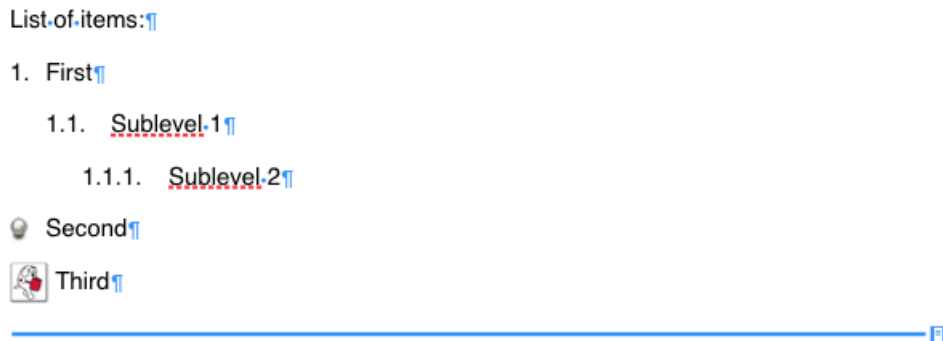 List of items:
1. First
1.1. Sublevel 1
1.1.1. Sublevel 2
Second
Third